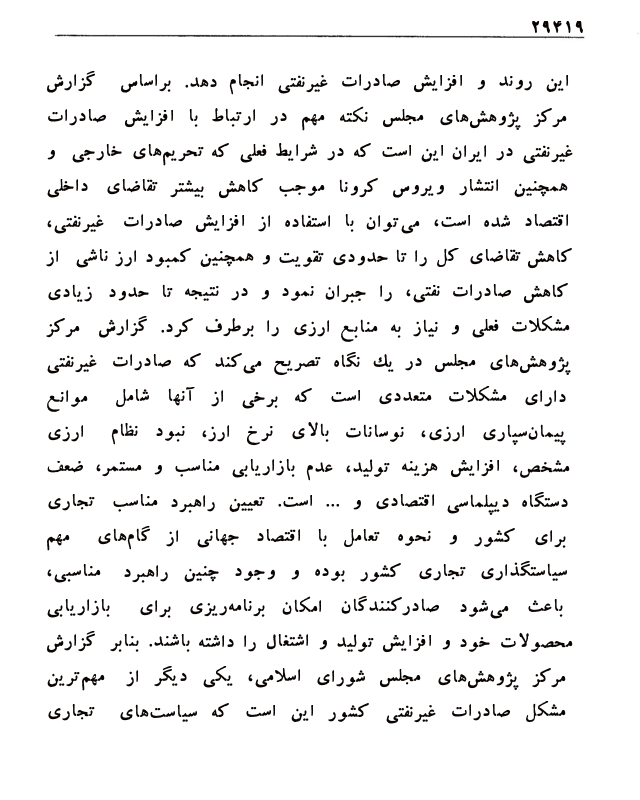 ۲۹۴۱۹
این روند و افزایش صادرات غیرنفتی انجام دهد. براساس گزارش
مرکز پژوهش‌های مجلس نکته مهم در ارتباط با افزایش صادرات
غیرنفتی در ایران این است که در شرایط فعلی که تحریم‌های خارجی و
همچنین انتشار ویروس کرونا موجب کاهش بیشتر تقاضای داخلی
اقتصاد شده است، می‌توان با استفاده از افزایش صادرات غیرنفتی،
کاهش تقاضای کل را تا حدودی تقویت و همچنین کمبود ارز ناشی از
کاهش صادرات نفتی، را جبران نمود و در نتیجه تا حدود زیادی
مشکلات فعلی و نیاز به منابع ارزی را برطرف کرد. گزارش مرکز
پژوهش‌های مجلس در یك نگاه تصریح می‌کند که صادرات غیرنفتی
دارای مشکلات متعددی است که برخی از آنها شامل موانع
پیمان‌سپاری ارزی، نوسانات بالای نرخ ارز، نبود نظام ارزی
مشخص، افزایش هزینه تولید، عدم بازاریابی مناسب و مستمر، ضعف
دستگاه دیپلماسی اقتصادی و ... است. تعیین راهبرد مناسب تجاری
برای کشور و نحوه تعامل با اقتصاد جهانی از گام‌های مهم
سیاستگذاری تجاری کشور بوده و وجود چنین راهبرد مناسبی،
باعث می‌شود صادرکنندگان امکان برنامه‌ریزی برای بازاریابی
محصولات خود و افزایش تولید و اشتغال را داشته باشند. بنابر گزارش
مرکز پژوهش‌های مجلس شورای اسلامی، یکی دیگر از مهم‌ترین
مشکل صادرات غیرنفتی کشور این است که سیاست‌های تجاری